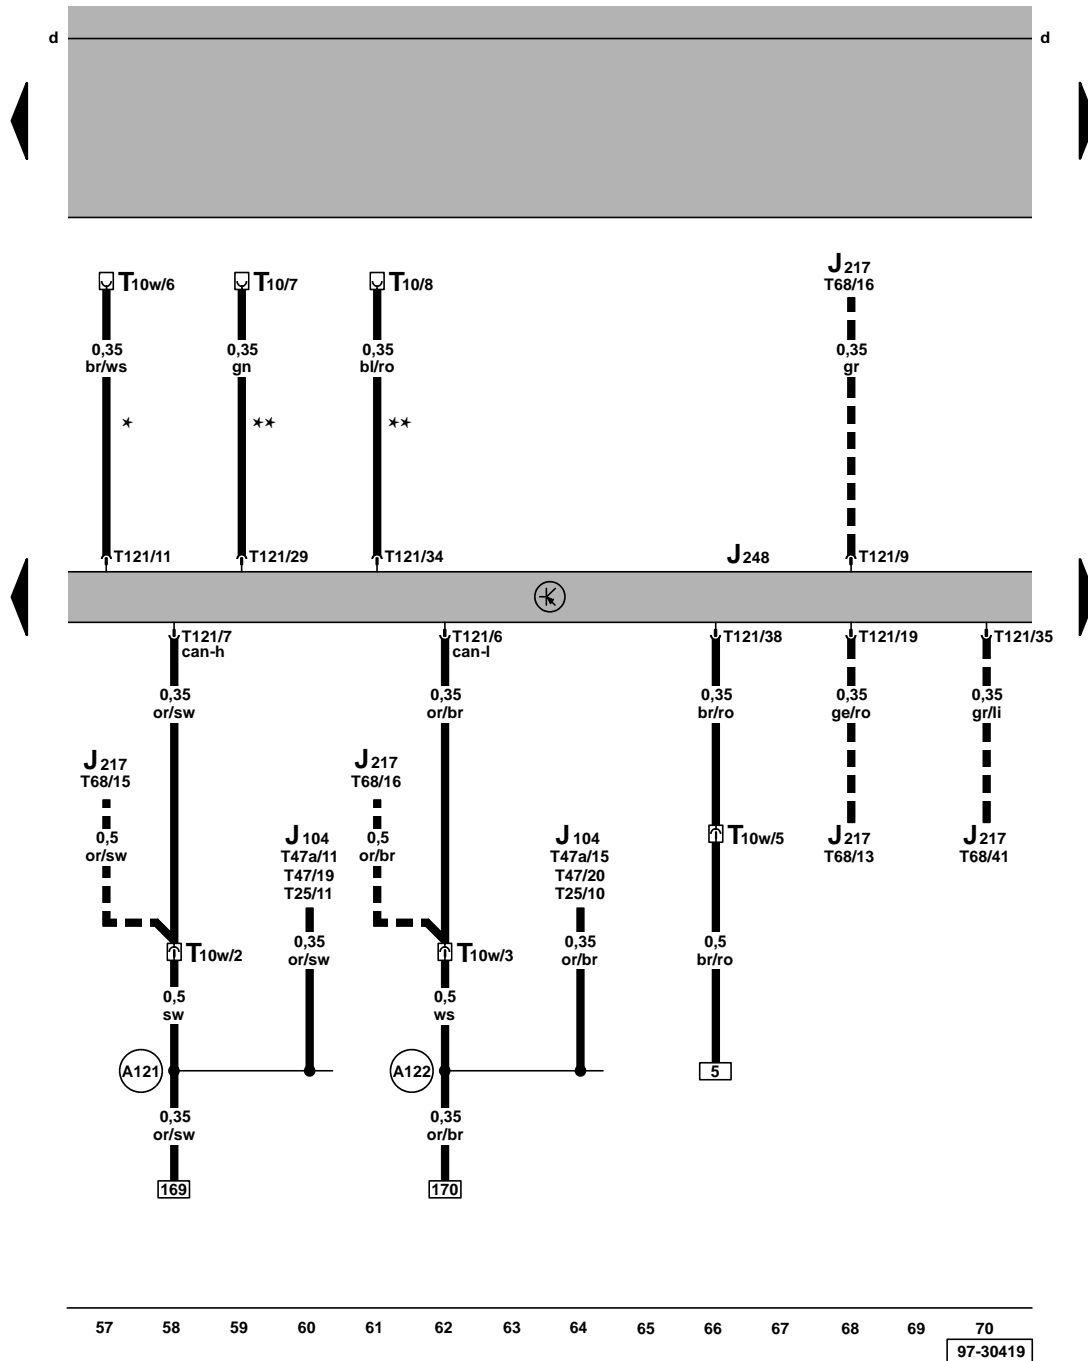 d d
J217
T68/16
T10w/6 T10/7 T10/8
0,35 0,35 0,35 0,35
br/ws gn bl/ro gr
* ** **
T121/11 T121/29 T121/34 J248 T121/9
T121/7 T121/6 T121/38 T121/19 T121/35
can-h can-l
0,35 0,35 0,35 0,35 0,35
or/sw or/br br/ro ge/ro gr/li
J217 J217
T68/15 T68/16
0,5 0,5
or/sw or/br
J104 J104
T47a/11 T47a/15
T47/19 T47/20
T25/11 T25/10
T10w/5
J217 J217
T68/13 T68/41
0,35 0,35 0,5
or/sw or/br br/ro
T10w/2 T10w/3
0,5 0,5
sw ws
A121 A122 5
0,35 0,35
or/sw or/br
169 170
57 58 59 60 61 62 63 64 65 66 67 68 69 70
97-30419